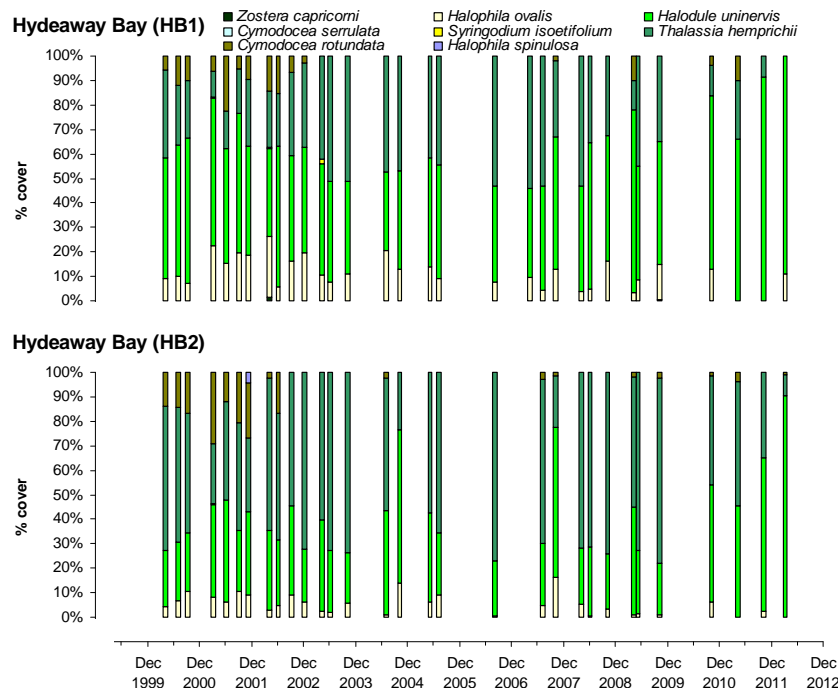 Hydeaway Bay (HB1)
Zostera capricorni
Halophila ovalis
Halodule uninervis
Cymodocea serrulata
Syringodium isoetifolium
Thalassia hemprichii
Cymodocea rotundata
Halophila spinulosa
% cover
100%
90%
80%
70%
60%
50%
40%
30%
20%
10%
0%
Hydeaway Bay (HB2)
% cover
100%
90%
80%
70%
60%
50%
40%
30%
20%
10%
0%
Dec 1999
Dec 2000
Dec 2001
Dec 2002
Dec 2003
Dec 2004
Dec 2005
Dec 2006
Dec 2007
Dec 2008
Dec 2009
Dec 2010
Dec 2011
Dec 2012